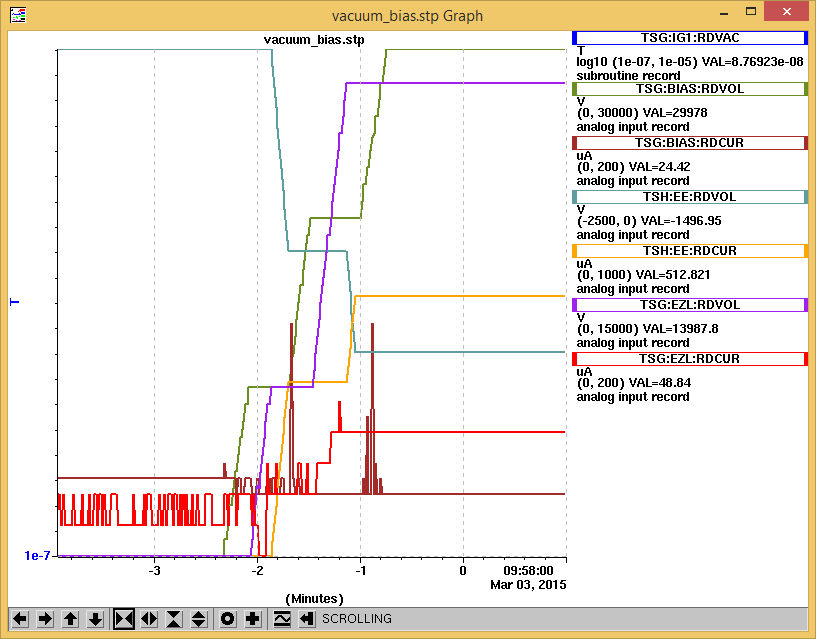 vacuum_bias.stp Graph
vacuum_bias.stp
T
1e-7
-3
-2
-1
0
09:58:00
Mar 03, 2015
(Minutes)
TSG:IG1:RDVAC
T
log10 (1e-07, 1e-05) VAL=8.76923e-08
subroutine record
TSG:BIAS:RDVOL
V
(0, 30000) VAL=29978
analog input record
TSG:BIAS:RDCUR
uA
(0, 200) VAL=24.42
analog input record
TSH:EE:RDVOL
V
(-2500, 0) VAL=-1496.95
analog input record
TSH:EE:RDCUR
uA
(0, 1000) VAL=512.821
analog input record
TSG:EZL:RDVOL
V
(0, 15000) VAL=13987.8
analog input record
TSG:EZL:RDCUR
uA
(0, 200) VAL=48.84
analog input record
SCROLLING